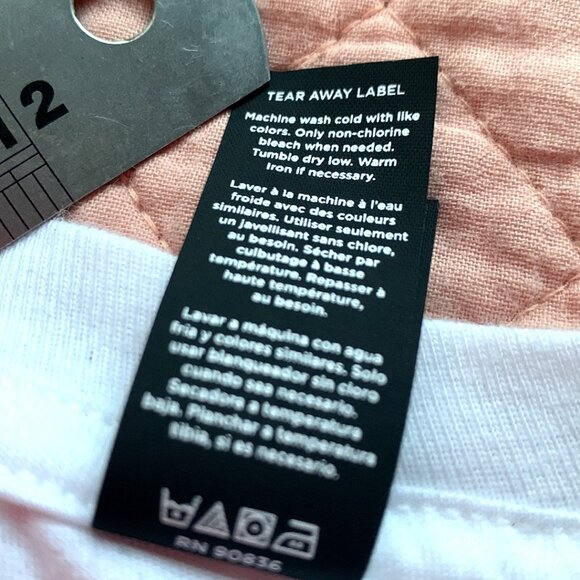 12
TEAR AWAY LABEL
Machine wash cold with like
colors. Only non-chlorine
bleach when needed.
Tumble dry low. Warm
iron if necessary.
Laver à la machine à l'eau
froide avec des couleurs
similaires. Utiliser seulement
un javellisant sans chlore,
au besoin. Sécher par
culbutage à basse
température. Repasser à
haute température,
au besoin.
Lavar a máquina con agua
fría y colores similares. Solo
usar blanqueador sin cloro
cuando sea necesario.
Secadora a temperatura
baja. Planchar a temperatura
tibia, si es necesario.
RN 90836